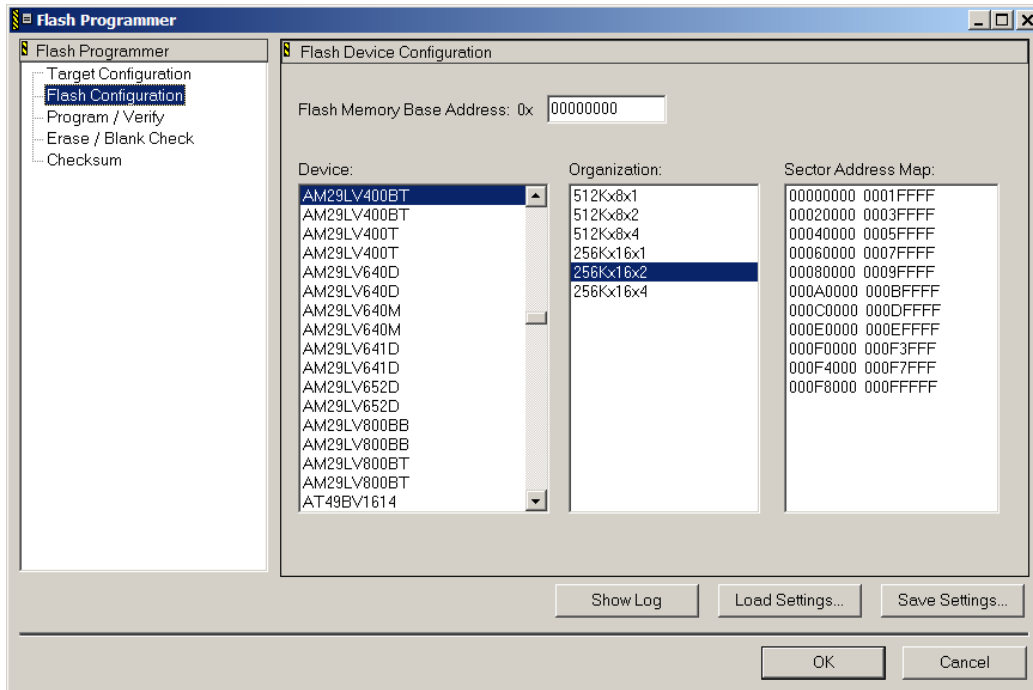 Flash Programmer
Flash Programmer
Target Configuration
Flash Configuration
Program / Verify
Erase / Blank Check
Checksum
Flash Device Configuration
Flash Memory Base Address: 0x 00000000
Device:
AM29LV400BT
AM29LV400BT
AM29LV400T
AM29LV400T
AM29LV640D
AM29LV640D
AM29LV640M
AM29LV640M
AM29LV641D
AM29LV641D
AM29LV652D
AM29LV652D
AM29LV800BB
AM29LV800BB
AM29LV800BT
AM29LV800BT
AT49BV1614
Organization:
512Kx8x1
512Kx8x2
512Kx8x4
256Kx16x1
256Kx16x2
256Kx16x4
Sector Address Map:
00000000 0001FFFF
00020000 0003FFFF
00040000 0005FFFF
00060000 0007FFFF
00080000 0009FFFF
000A0000 000BFFFF
000C0000 000DFFFF
000E0000 000EFFFF
000F0000 000F3FFF
000F4000 000F7FFF
000F8000 000FFFFF
Show Log
Load Settings...
Save Settings...
OK
Cancel